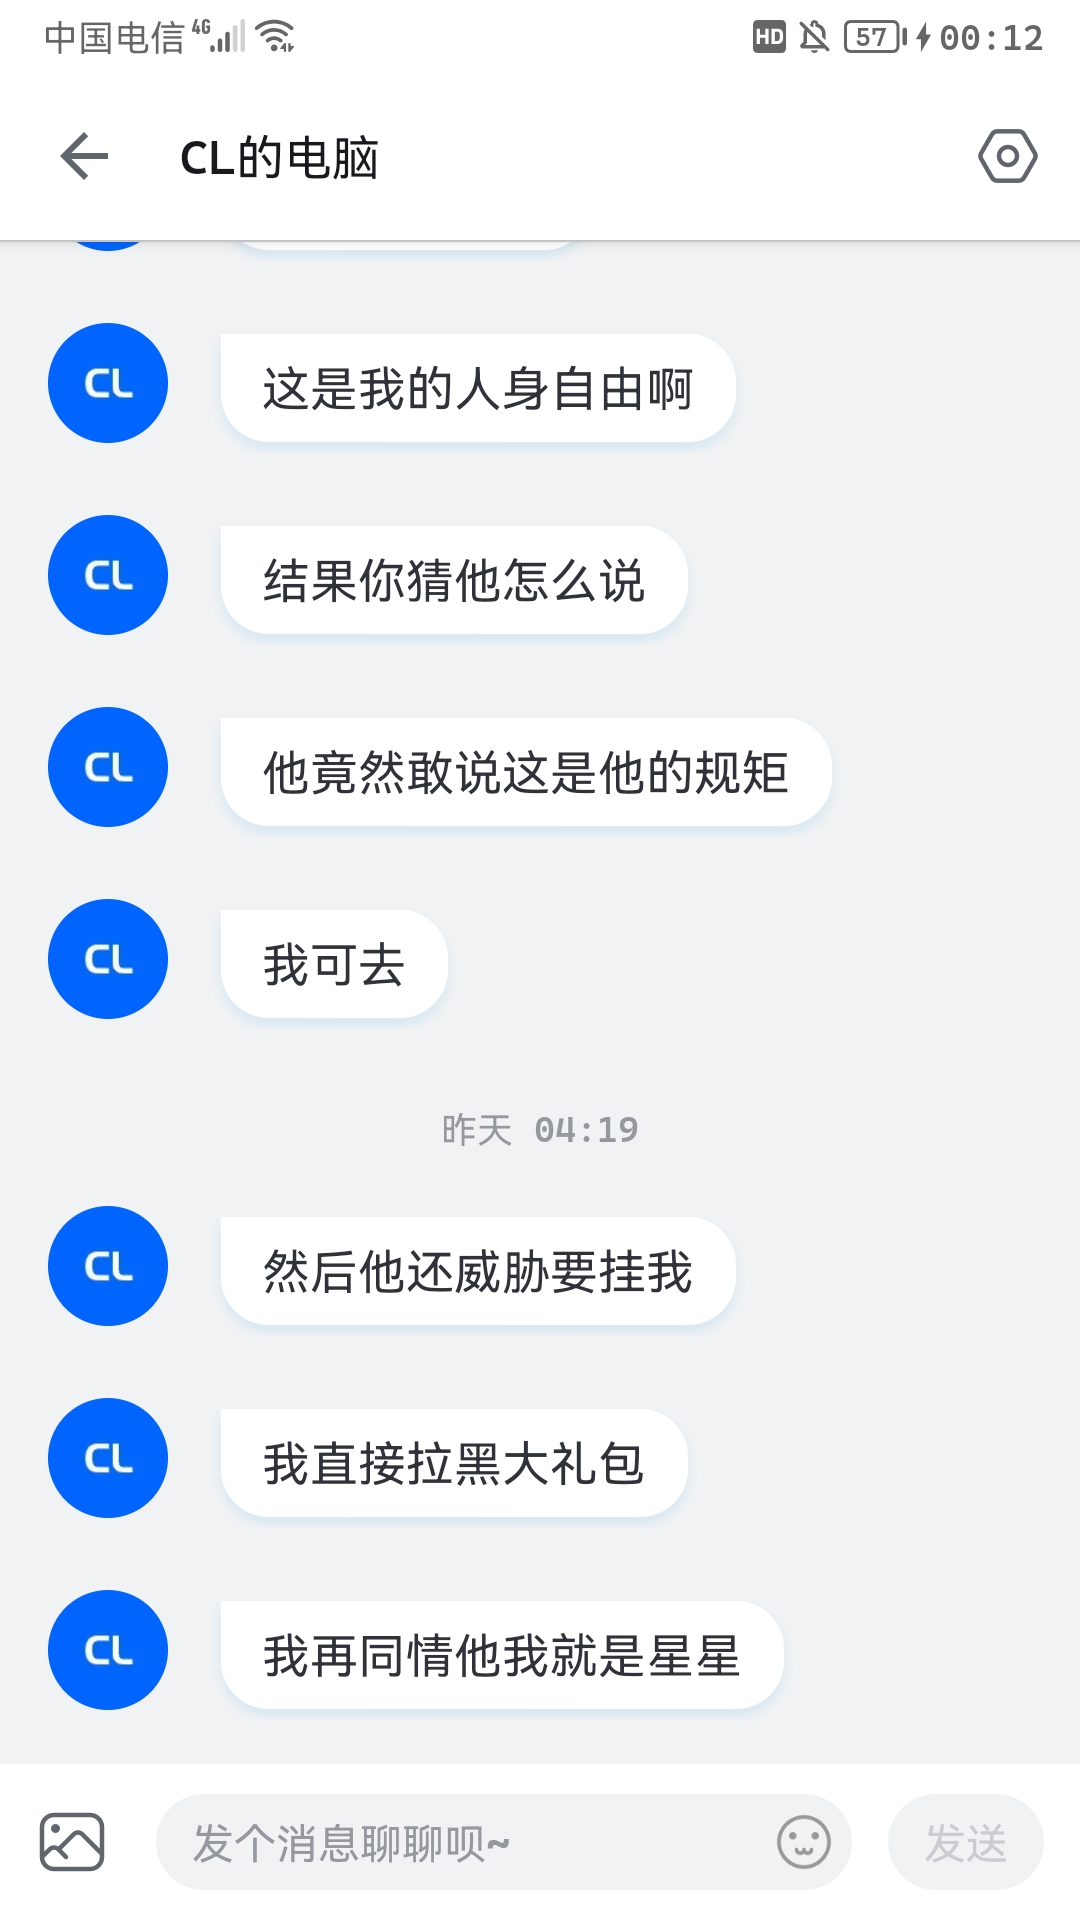 中国电信 4G HD 57 00:12
CL的电脑
CL 这是我的人身自由啊
CL 结果你猜他怎么说
CL 他竟然敢说这是他的规矩
CL 我可去
昨天 04:19
CL 然后他还威胁要挂我
CL 我直接拉黑大礼包
CL 我再同情他我就是星星
发个消息聊聊呗~ 发送